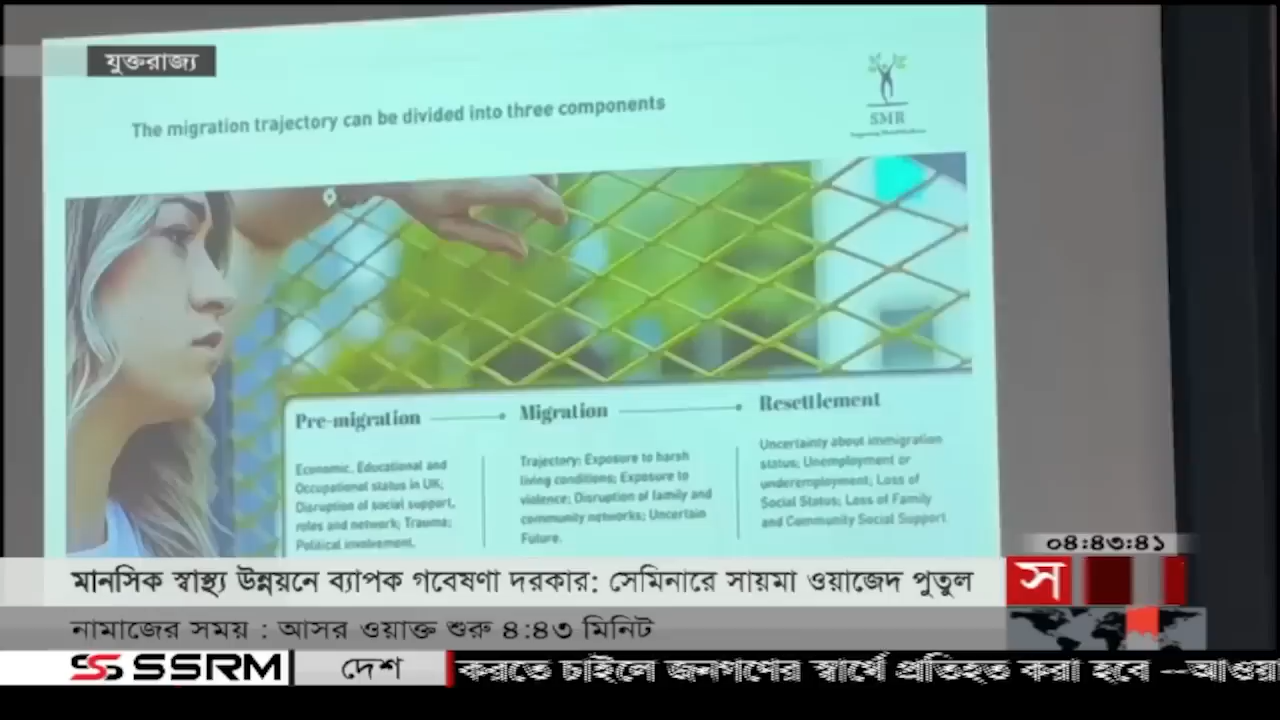 যুক্তরাজ্য
The migration trajectory can be divided into three components
SMR
Pre-migration
Economic, Educational and
Occupational status in UK;
Disruption of social support,
roles and network; Trauma;
Political involvement.
Migration
Trajectory: Exposure to harsh
living conditions; Exposure to
violence; Disruption of family and
community networks; Uncertain
Future.
Resettlement
Uncertainty about immigration
status; Unemployment or
underemployment; Loss of
Social Status; Loss of Family
and Community Social Support
০৪:৪৩:৪১
মানসিক স্বাস্থ্য উন্নয়নে ব্যাপক গবেষণা দরকার: সেমিনারে সায়মা ওয়াজেদ পুতুল
স
নামাজের সময় : আসর ওয়াক্ত শুরু ৪:৪৩ মিনিট
SSRM
দেশ
করতে চাইলে জনগণের স্বার্থে প্রতিহত করা হবে --আওয়া